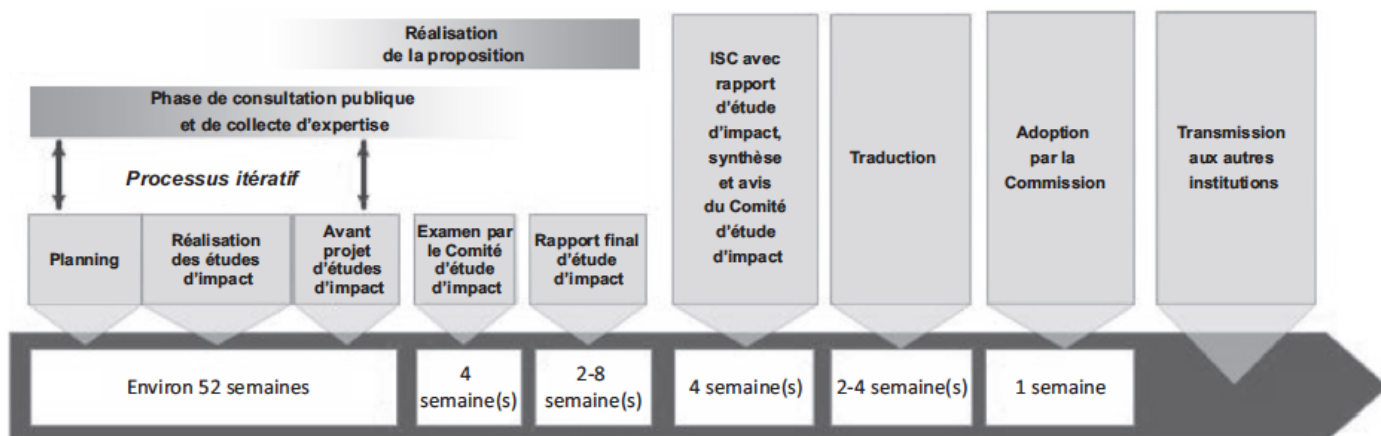 Réalisation
de la proposition
Phase de consultation publique
et de collecte d'expertise
Processus itératif
Planning
Réalisation
des études
d'impact
Avant
projet
d'études
d'impact
Examen par
le Comité
d'étude
d'impact
Rapport final
d'étude
d'impact
ISC avec
rapport
d'étude
d'impact,
synthèse
et avis
du Comité
d'étude
d'impact
Traduction
Adoption
par la
Commission
Transmission
aux autres
institutions
Environ 52 semaines
4
semaine(s)
2-8
semaine(s)
4 semaine(s)
2-4 semaine(s)
1 semaine